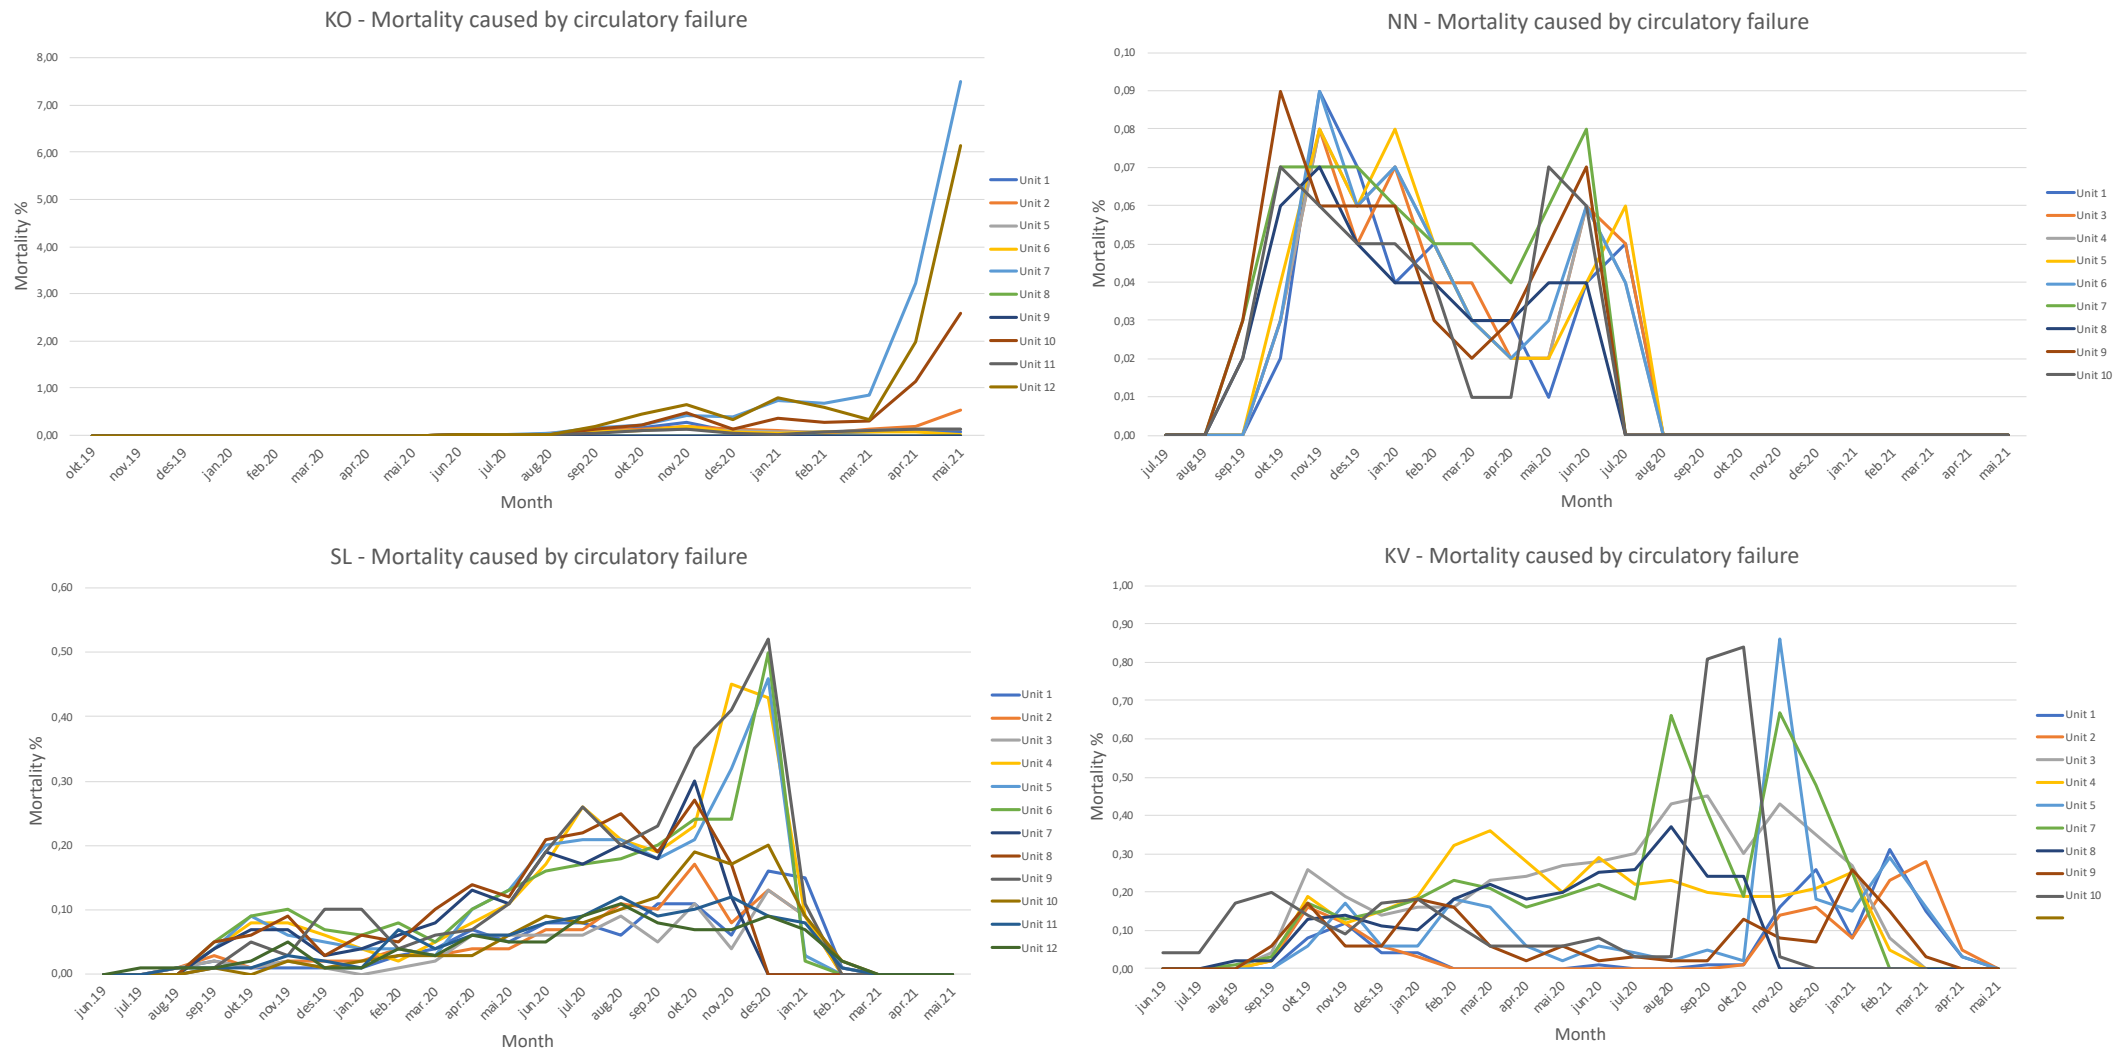 KO - Mortality caused by circulatory failure
8,00
7,00
6,00
5,00
4,00
3,00
2,00
1,00
0,00
Mortality %
okt.19
nov.19
des.19
jan.20
feb.20
mar.20
apr.20
mai.20
jun.20
jul.20
aug.20
sep.20
okt.20
nov.20
des.20
jan.21
feb.21
mar.21
apr.21
mai.21
Month
Unit 1
Unit 2
Unit 5
Unit 6
Unit 7
Unit 8
Unit 9
Unit 10
Unit 11
Unit 12
NN - Mortality caused by circulatory failure
0,10
0,09
0,08
0,07
0,06
0,05
0,04
0,03
0,02
0,01
0,00
Mortality %
jul.19
aug.19
sep.19
okt.19
nov.19
des.19
jan.20
feb.20
mar.20
apr.20
mai.20
jun.20
jul.20
aug.20
sep.20
okt.20
nov.20
des.20
jan.21
feb.21
mar.21
apr.21
mai.21
Month
Unit 1
Unit 3
Unit 4
Unit 5
Unit 6
Unit 7
Unit 8
Unit 9
Unit 10
SL - Mortality caused by circulatory failure
0,60
0,50
0,40
0,30
0,20
0,10
0,00
Mortality %
jun.19
jul.19
aug.19
sep.19
okt.19
nov.19
des.19
jan.20
feb.20
mar.20
apr.20
mai.20
jun.20
jul.20
aug.20
sep.20
okt.20
nov.20
des.20
jan.21
feb.21
mar.21
apr.21
mai.21
Month
Unit 1
Unit 2
Unit 3
Unit 4
Unit 5
Unit 6
Unit 7
Unit 8
Unit 9
Unit 10
Unit 11
Unit 12
KV - Mortality caused by circulatory failure
1,00
0,90
0,80
0,70
0,60
0,50
0,40
0,30
0,20
0,10
0,00
Mortality %
jun.19
jul.19
aug.19
sep.19
okt.19
nov.19
des.19
jan.20
feb.20
mar.20
apr.20
mai.20
jun.20
jul.20
aug.20
sep.20
okt.20
nov.20
des.20
jan.21
feb.21
mar.21
apr.21
mai.21
Month
Unit 1
Unit 2
Unit 3
Unit 4
Unit 5
Unit 7
Unit 8
Unit 9
Unit 10